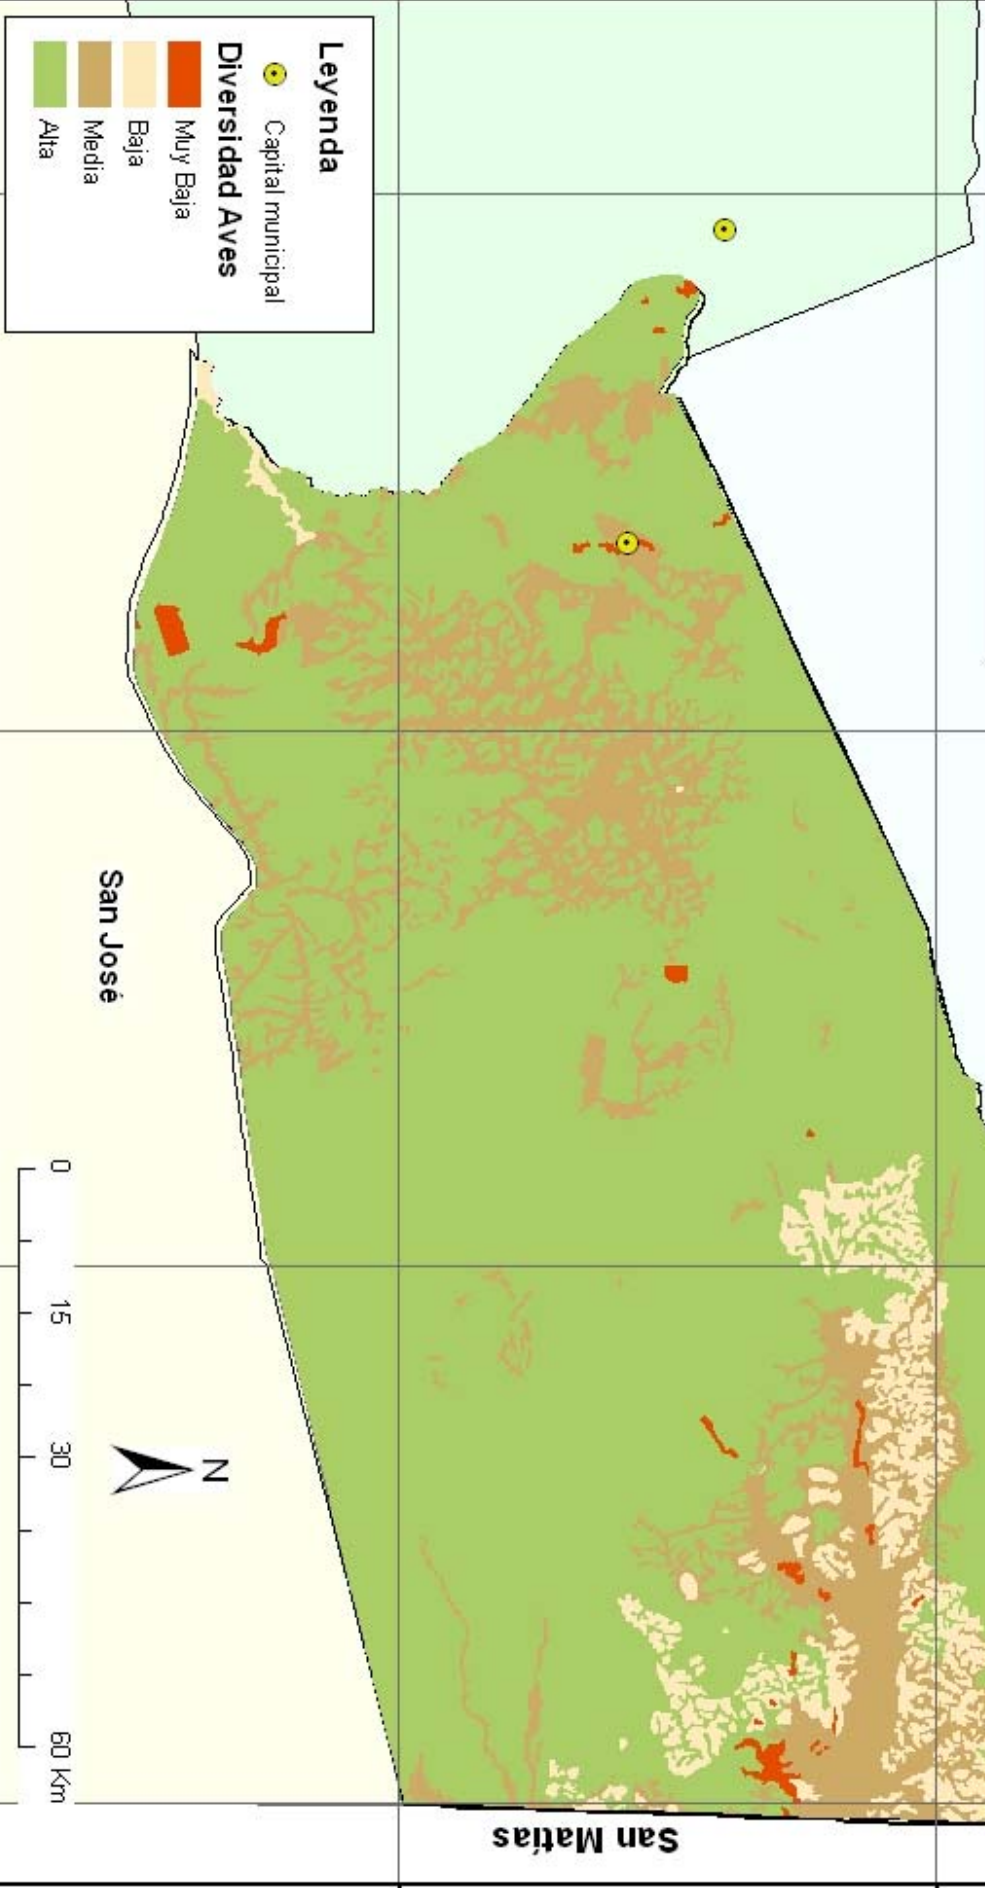 Leyenda
Capital municipal
Diversidad Aves
Muy Baja
Baja
Media
Alta
San José
0 15 30 60 Km
N
San Matías